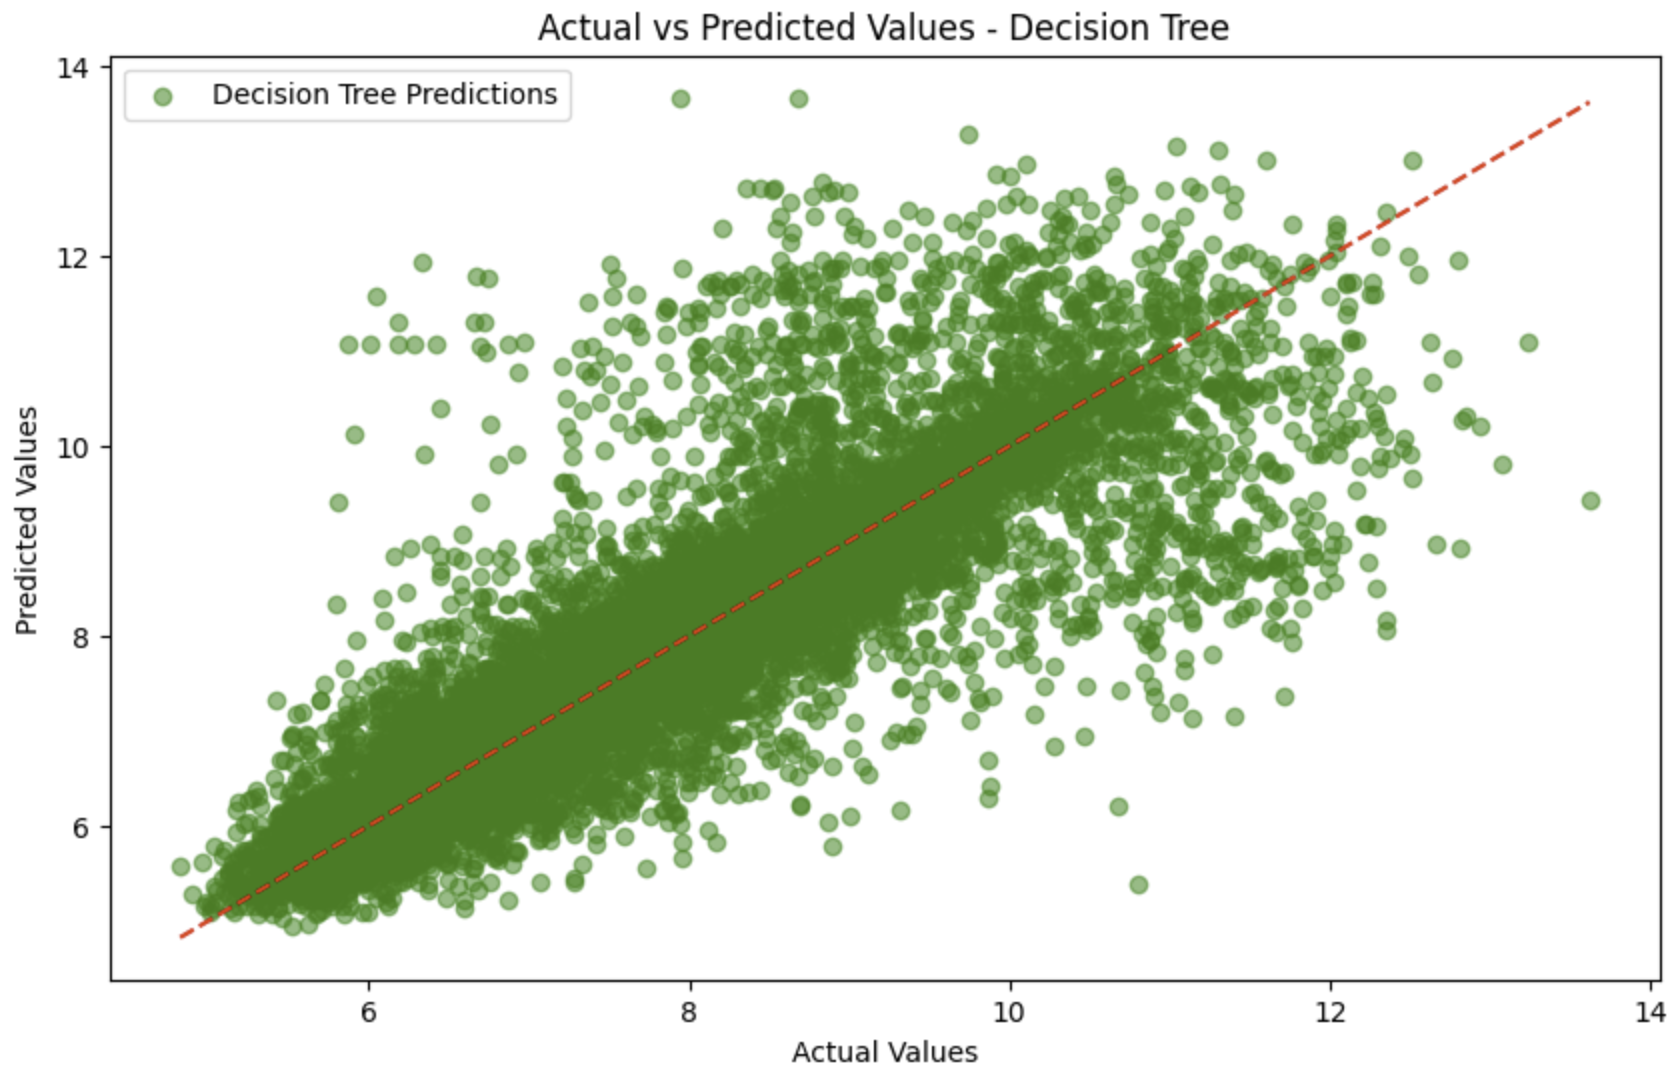 Actual vs Predicted Values - Decision Tree
Decision Tree Predictions
14
12
10
8
6
Predicted Values
6
8
10
12
14
Actual Values